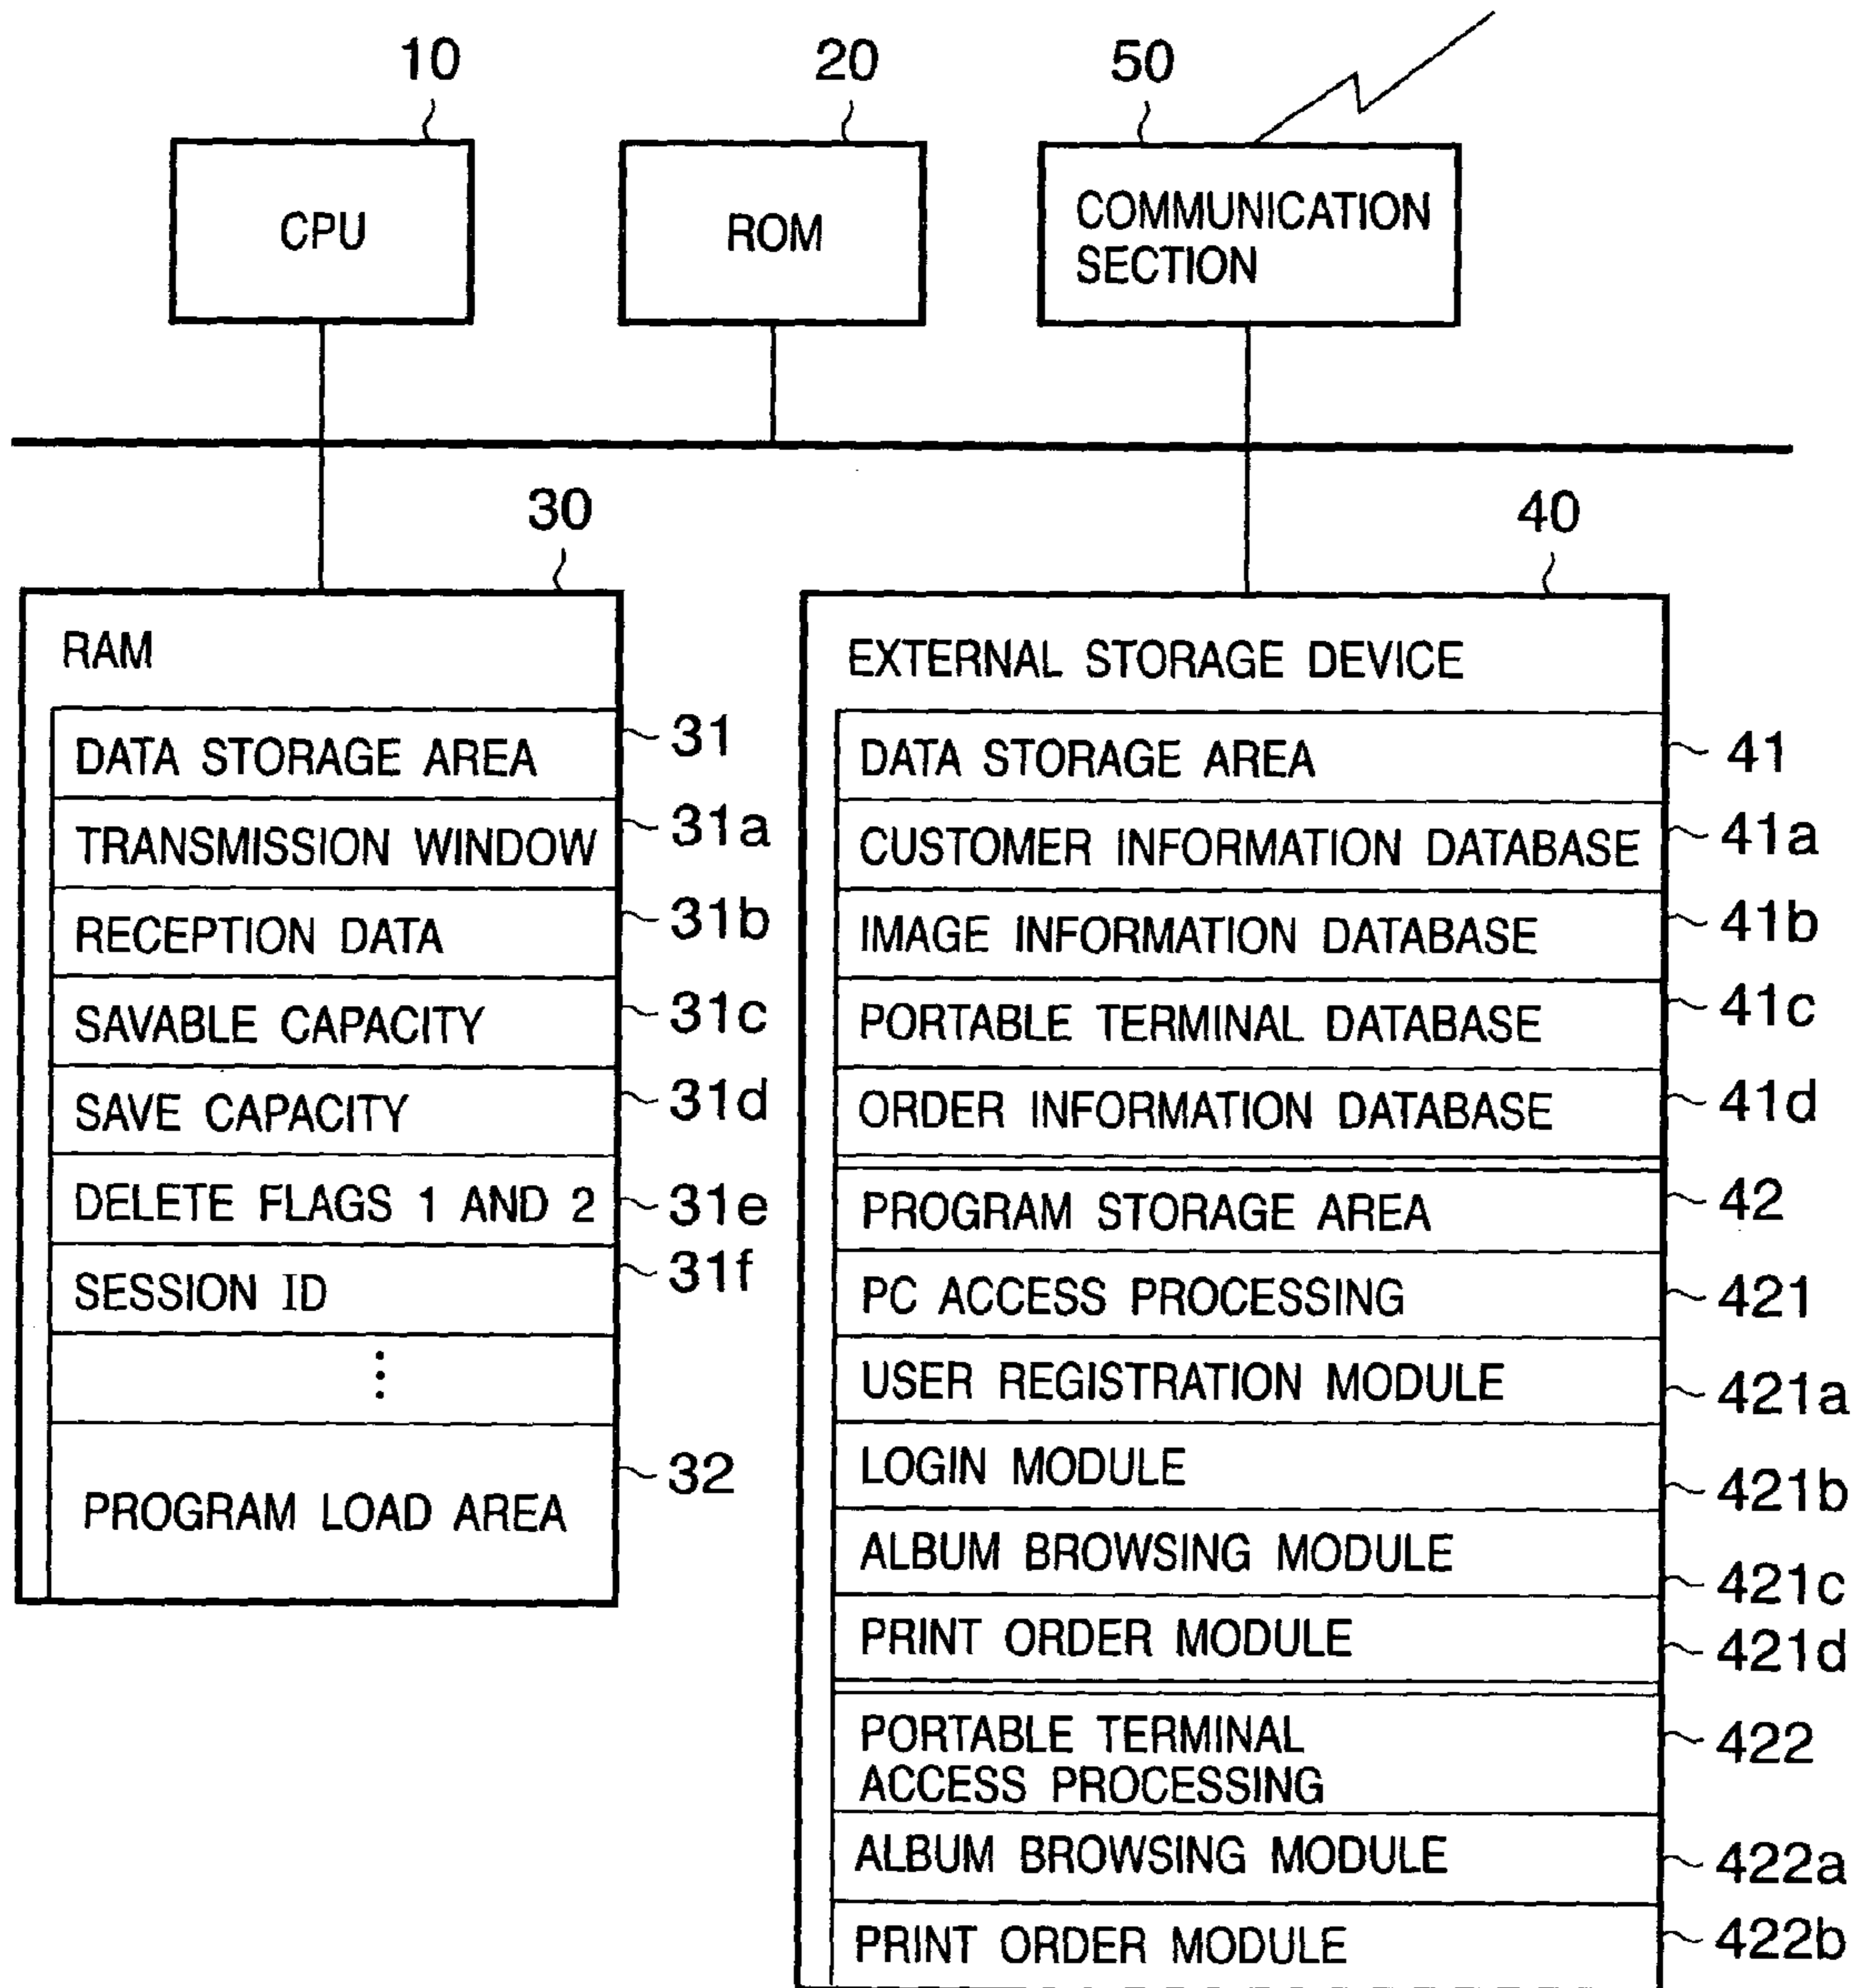 10
20
50
CPU
ROM
COMMUNICATION
SECTION
30
40
RAM
DATA STORAGE AREA 31
TRANSMISSION WINDOW 31a
RECEPTION DATA 31b
SAVABLE CAPACITY 31c
SAVE CAPACITY 31d
DELETE FLAGS 1 AND 2 31e
SESSION ID 31f
⋮
PROGRAM LOAD AREA 32
EXTERNAL STORAGE DEVICE
DATA STORAGE AREA 41
CUSTOMER INFORMATION DATABASE 41a
IMAGE INFORMATION DATABASE 41b
PORTABLE TERMINAL DATABASE 41c
ORDER INFORMATION DATABASE 41d
PROGRAM STORAGE AREA 42
PC ACCESS PROCESSING 421
USER REGISTRATION MODULE 421a
LOGIN MODULE 421b
ALBUM BROWSING MODULE 421c
PRINT ORDER MODULE 421d
PORTABLE TERMINAL 422
ACCESS PROCESSING
ALBUM BROWSING MODULE 422a
PRINT ORDER MODULE 422b